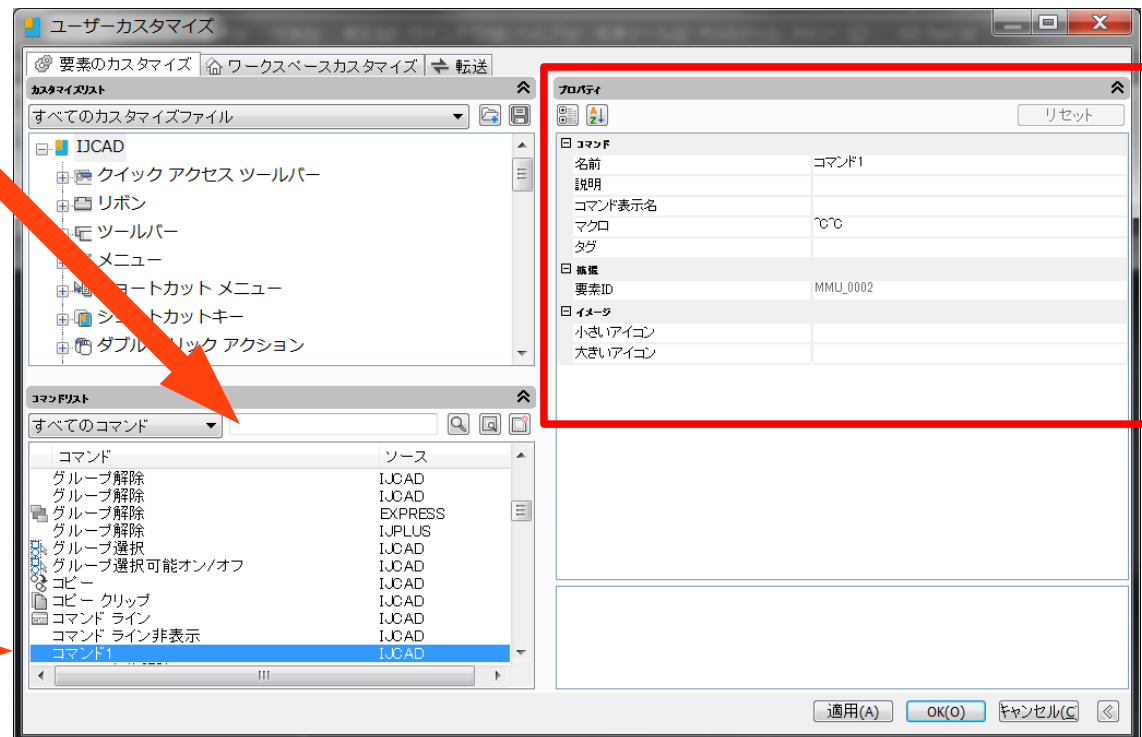 ユーザーカスタマイズ
要素のカスタマイズ ワークスペースカスタマイズ 転送
カスタマイズリスト
すべてのカスタマイズファイル
IJCAD
クイック アクセス ツールバー
リボン
ツールバー
メニュー
ートカット メニュー
シ トカットキー
ダブル リック アクション
コマンドリスト
すべてのコマンド
コマンド ソース
グループ解除 IJCAD
グループ解除 IJCAD
グループ解除 EXPRESS
グループ解除 IJPLUS
グループ選択 IJCAD
グループ選択可能オン/オフ IJCAD
コピー IJCAD
コピー クリップ IJCAD
コマンド ライン IJCAD
コマンド ライン非表示 IJCAD
コマンド1 IJCAD
プロパティ
リセット
コマンド
名前 コマンド1
説明
コマンド表示名
マクロ ^C^C
タグ
拡張
要素ID MMU_0002
イメージ
小さいアイコン
大きいアイコン
適用(A) OK(O) キャンセル(C